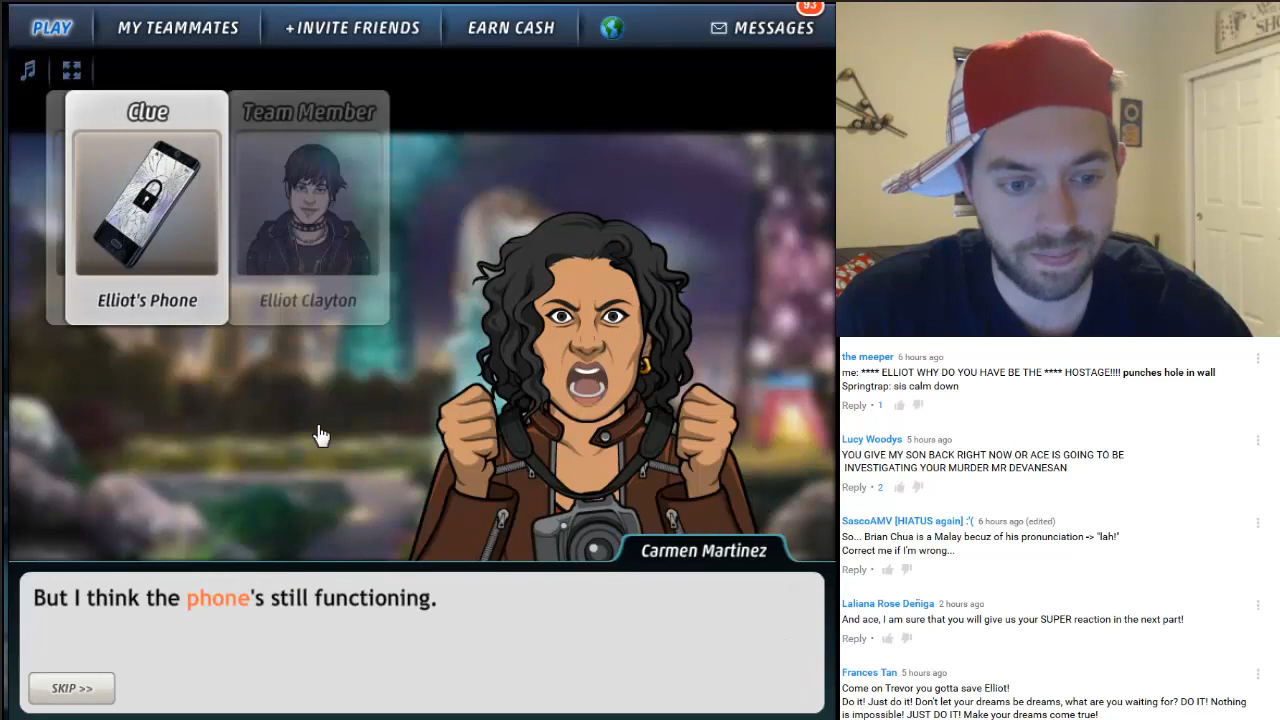 PLAY
MY TEAMMATES
+INVITE FRIENDS
EARN CASH
MESSAGES
93
Clue
Team Member
Elliot's Phone
Elliot Clayton
Carmen Martinez
But I think the phone's still functioning.
SKIP >>
the meeper 6 hours ago
me: **** ELLIOT WHY DO YOU HAVE BE THE **** HOSTAGE!!!! punches hole in wall
Springtrap: sis calm down
Reply · 1
Lucy Woodys 5 hours ago
YOU GIVE MY SON BACK RIGHT NOW OR ACE IS GOING TO BE
INVESTIGATING YOUR MURDER MR DEVANESAN
Reply · 2
SascoAMV [HIATUS again] :'( 6 hours ago (edited)
So... Brian Chua is a Malay becuz of his pronunciation => "lah!"
Correct me if I'm wrong...
Reply ·
Laliana Rose Deñiga 2 hours ago
And ace, I am sure that you will give us your SUPER reaction in the next part!
Reply ·
Frances Tan 5 hours ago
Come on Trevor you gotta save Elliot!
Do it! Just do it! Don't let your dreams be dreams, what are you waiting for? DO IT! Nothing
is impossible! JUST DO IT! Make your dreams come true!